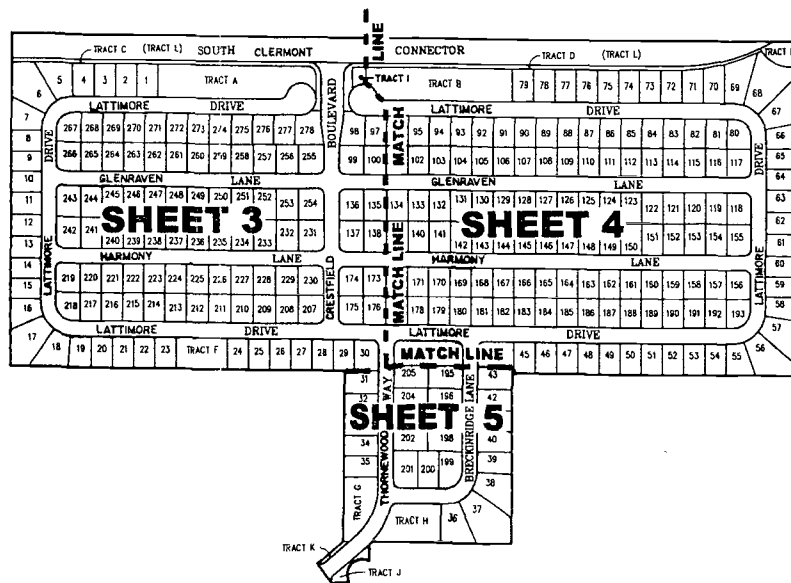 LINE
TRACT C (TRACT L) SOUTH CLERMONT CONNECTOR TRACT D (TRACT L)
5 4 3 2 1 TRACT A TRACT I TRACT B 79 78 77 76 75 74 73 72 71 70 69 68
6 LATTIMORE DRIVE BOULEVARD MATCH LATTIMORE DRIVE 67
7
267 268 269 270 271 272 273 274 275 276 277 278 98 97 95 94 93 92 91 90 89 88 87 86 85 84 83 82 81 80 66
8 DRIVE 65
9 266 265 264 263 262 261 260 259 258 257 256 255 99 100 102 103 104 105 106 107 108 109 110 111 112 113 114 115 116 117 DRIVE 64
10 GLENRAVEN LANE GLENRAVEN LANE
11 243 244 245 246 247 248 249 250 251 252 253 254 136 135 134 133 132 131 130 129 128 127 126 125 124 123 122 121 120 119 118 63
12 SHEET 3 SHEET 4 62
13 242 241 240 239 238 237 236 235 234 233 232 231 137 138 140 141 142 143 144 145 146 147 148 149 150 151 152 153 154 155 61
14 LATTIMORE HARMONY LANE CRESTFIELD MATCH LINE HARMONY LANE LATTIMORE 60
15 219 220 221 222 223 224 225 226 227 228 229 230 174 173 171 170 169 168 167 166 165 164 163 162 161 160 159 158 157 156 59
16 218 217 216 215 214 213 212 211 210 209 208 207 175 176 178 179 180 181 182 183 184 185 186 187 188 189 190 191 192 193 58
57
17 LATTIMORE DRIVE LATTIMORE DRIVE
18 19 20 21 22 23 TRACT F 24 25 26 27 28 29 30 MATCH LINE 45 46 47 48 49 50 51 52 53 54 55 56
31 205 195 43
32 WAY 204 196 42
SHEET 5
34 202 198 40
35 THORNEWOOD 201 200 199 BRECKINRIDGE LANE 39
38
TRACT G TRACT H 36 37
TRACT K
TRACT J